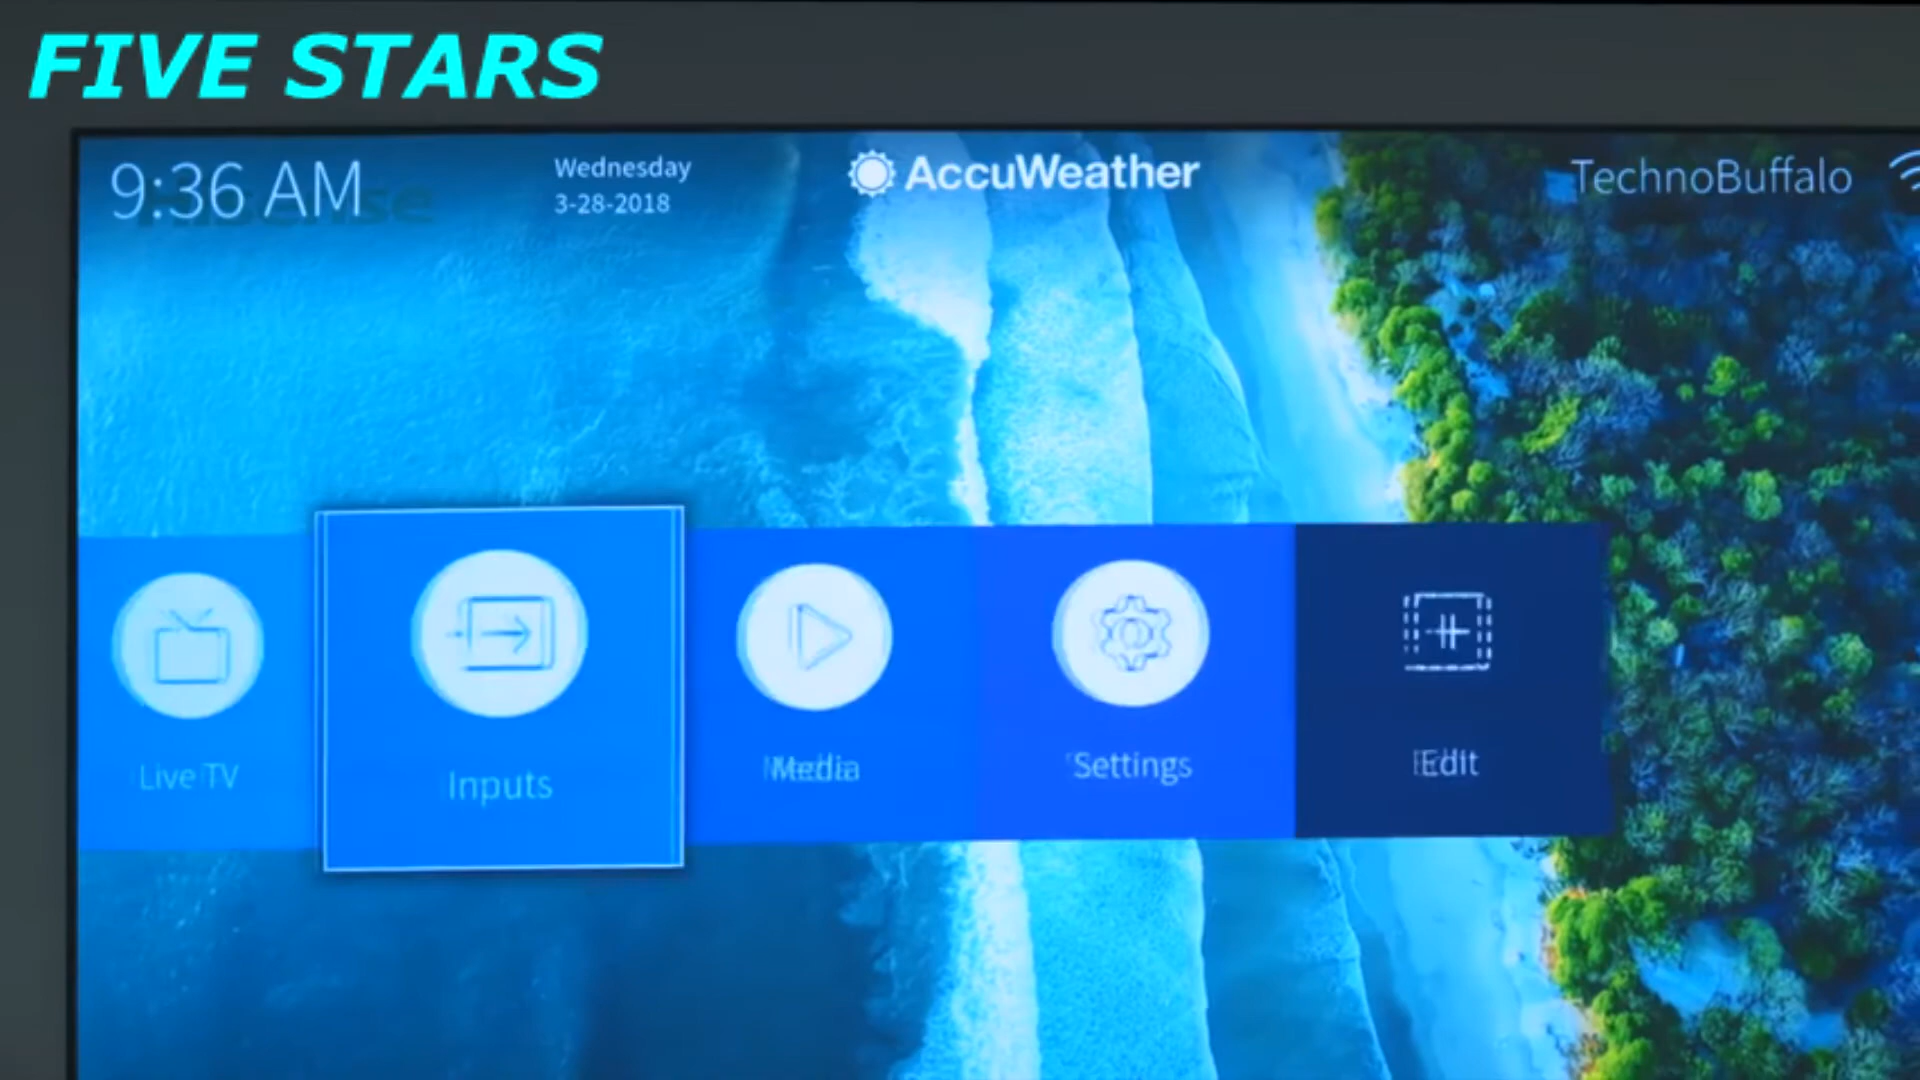 FIVE STARS
9:36 AM
Wednesday
3-28-2018
AccuWeather
TechnoBuffalo
Live TV
Inputs
Media
Settings
Edit